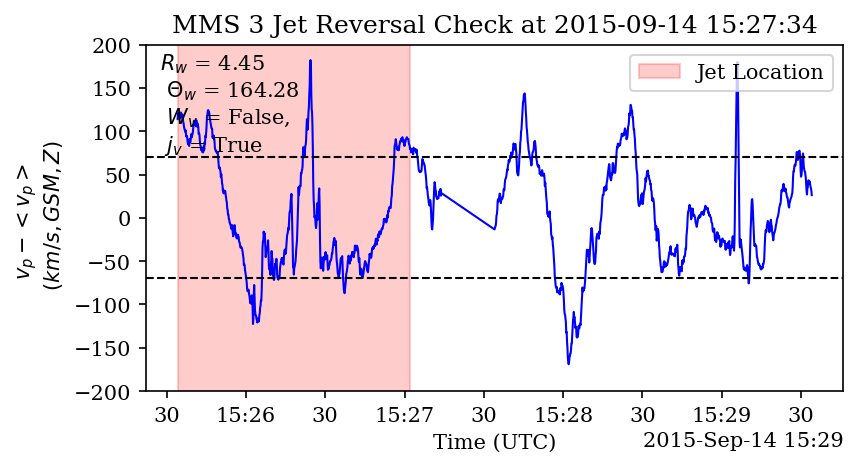 MMS 3 Jet Reversal Check at 2015-09-14 15:27:34
R_w = 4.45
Θ_w = 164.28
W_v = False,
j_v = True
Jet Location
200
150
100
50
0
−50
−100
−150
−200
v_p − < v_p >
(km/s, GSM, Z)
30 15:26 30 15:27 30 15:28 30 15:29 30
Time (UTC)
2015-Sep-14 15:29